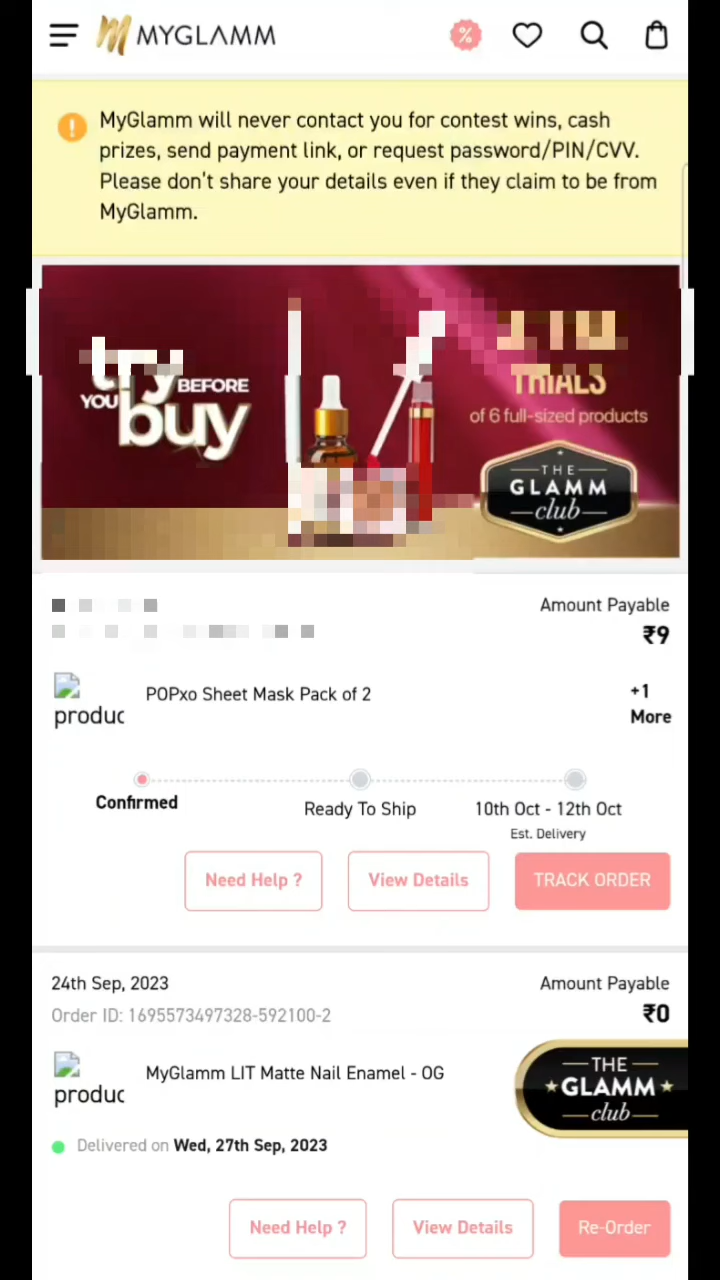 MYGLAMM
%
MyGlamm will never contact you for contest wins, cash
prizes, send payment link, or request password/PIN/CVV.
Please don't share your details even if they claim to be from
MyGlamm.
try
YOU BEFORE
buy
TRIALS
of 6 full-sized products
THE
GLAMM
club
Amount Payable
₹9
POPxo Sheet Mask Pack of 2
+1
More
produc
Confirmed
Ready To Ship
10th Oct - 12th Oct
Est. Delivery
Need Help ?
View Details
TRACK ORDER
24th Sep, 2023
Amount Payable
Order ID: 1695573497328-592100-2
₹0
MyGlamm LIT Matte Nail Enamel - OG
produc
THE
GLAMM
club
Delivered on Wed, 27th Sep, 2023
Need Help ?
View Details
Re-Order